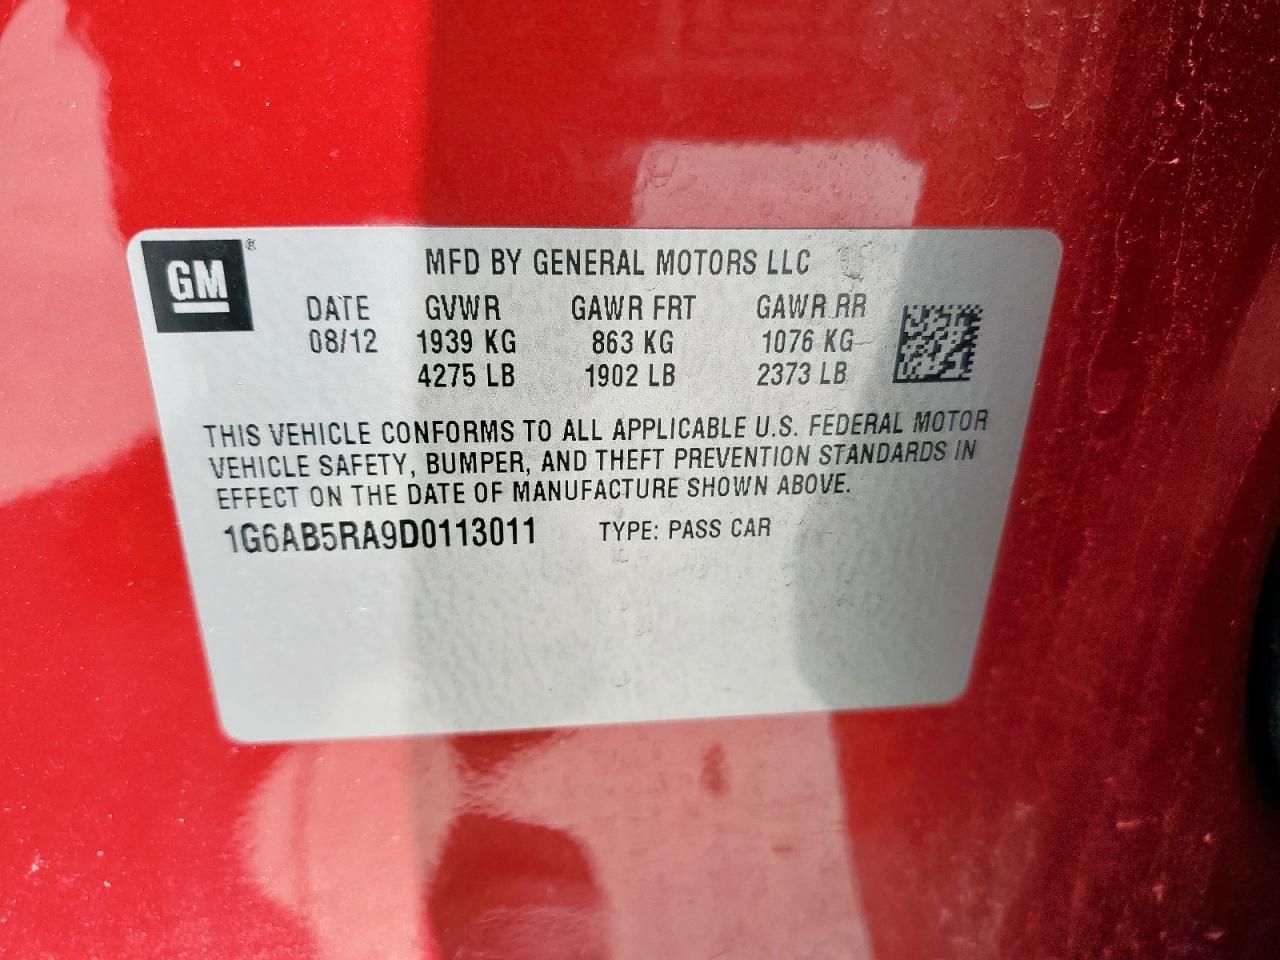 GM ®
MFD BY GENERAL MOTORS LLC
DATE GVWR GAWR FRT GAWR RR
08/12 1939 KG 863 KG 1076 KG
4275 LB 1902 LB 2373 LB
THIS VEHICLE CONFORMS TO ALL APPLICABLE U.S. FEDERAL MOTOR
VEHICLE SAFETY, BUMPER, AND THEFT PREVENTION STANDARDS IN
EFFECT ON THE DATE OF MANUFACTURE SHOWN ABOVE.
1G6AB5RA9D0113011 TYPE: PASS CAR